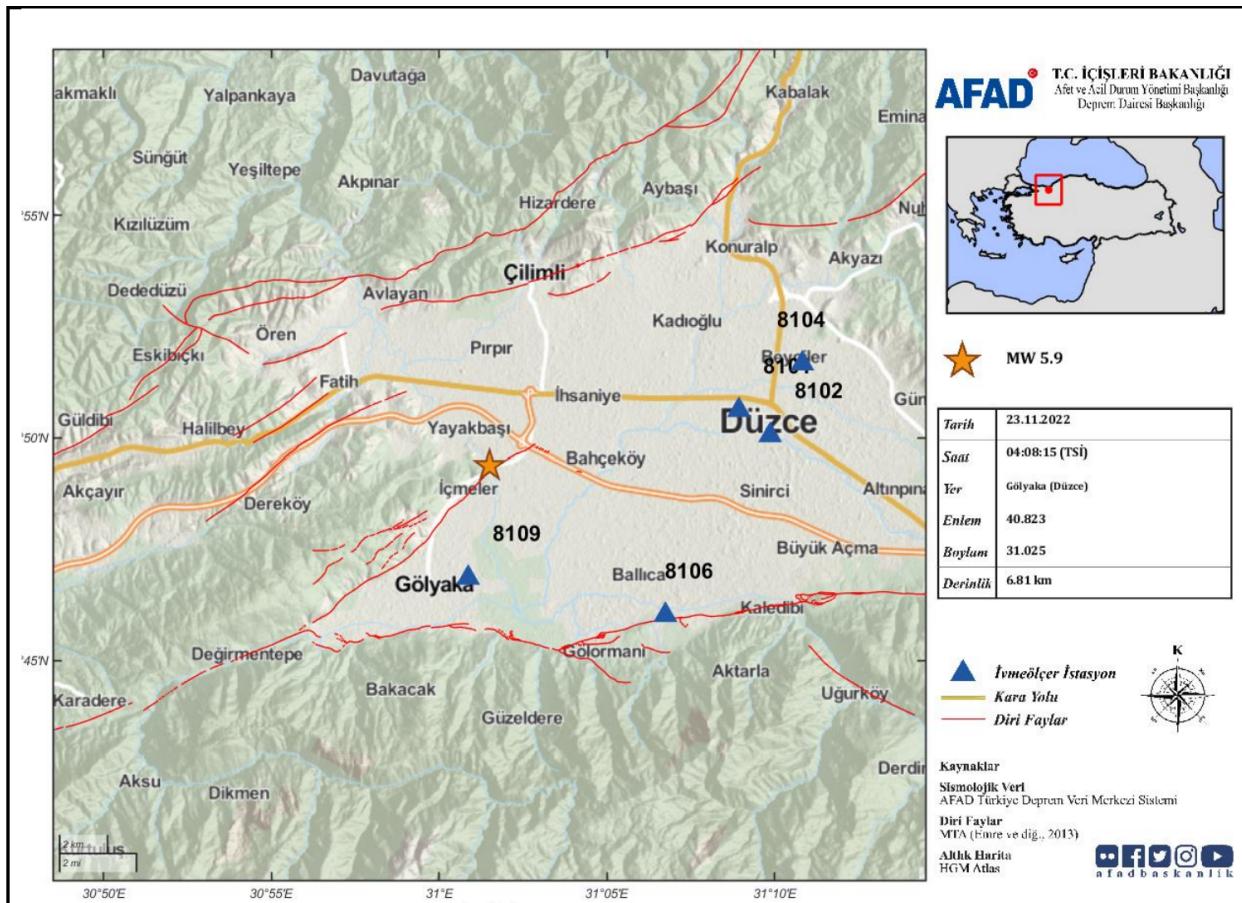 Davutağa
akmaklı
Yalpankaya
Kabalak
Emina
Süngüt
Yeşiltepe
Akpınar
Aybaşı
Hızardere
Kızılüzüm
Nuh
55'N
Konuralp
Akyazı
Çilimli
Dededüzü
Avlayan
Kadıoğlu
8104
Ören
Pırpır
Eskibıçkı
8101
Fatih
8102
Gün
İhsaniye
Güldibi
Halilbey
Yayakbaşı
Düzce
50'N
Bahçeköy
Akçayır
İçmeler
Sinirci
Altınpına
Dereköy
8109
Büyük Açma
Ballıca
8106
Gölyaka
Kaledibi
Değirmentepe
Gölormanı
45'N
Aktarla
Karadere
Bakacak
Uğurköy
Güzeldere
Aksu
Dikmen
Derdin
2 km
2 mi
30°50'E
30°55'E
31°E
31°05'E
31°10'E
AFAD
T.C. İÇİŞLERİ BAKANLIĞI
Afet ve Acil Durum Yönetimi Başkanlığı
Deprem Dairesi Başkanlığı
MW 5.9
Tarih 23.11.2022
Saat 04:08:15 (TSİ)
Yer Gölyaka (Düzce)
Enlem 40.823
Boylam 31.025
Derinlik 6.81 km
K
İvmeölçer İstasyon
Kara Yolu
Diri Faylar
Kaynaklar
Sismolojik Veri
AFAD Türkiye Deprem Veri Merkezi Sistemi
Diri Faylar
MTA (Emre ve diğ., 2013)
Altlık Harita
HGM Atlas
afadbaskanlik